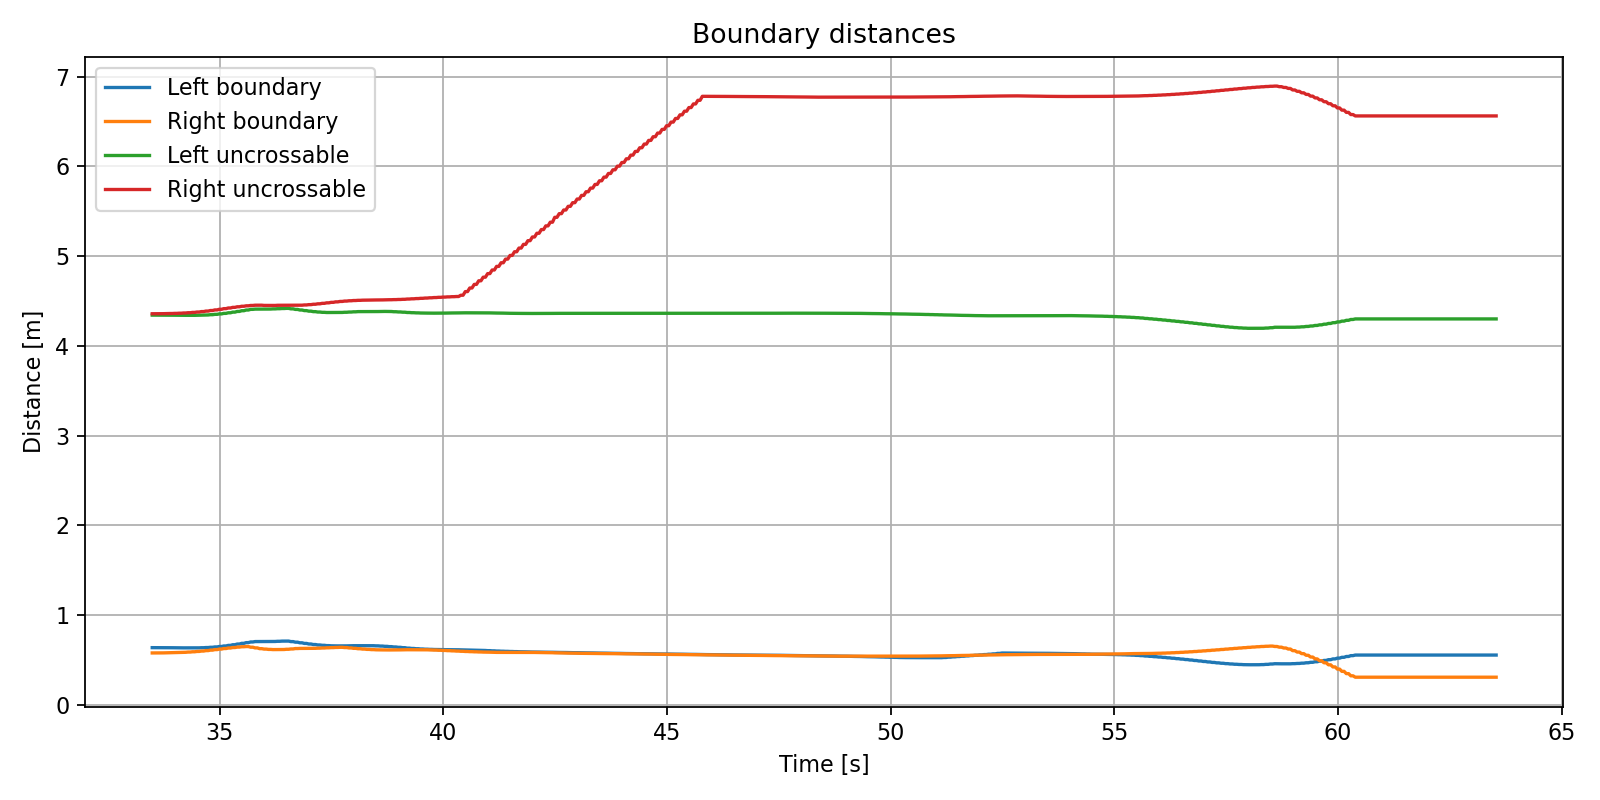 Boundary distances
Left boundary
Right boundary
Left uncrossable
Right uncrossable
7
6
5
4
3
2
1
0
Distance [m]
35
40
45
50
55
60
65
Time [s]